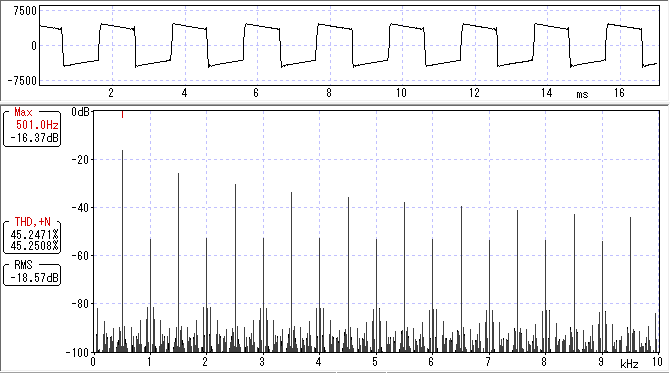 7500
0
-7500
2 4 6 8 10 12 14 ms 16
Max
501.0Hz
-16.37dB
0dB
-20
-40
THD,+N
45.2471%
45.2508%
-60
RMS
-18.57dB
-80
-100
0 1 2 3 4 5 6 7 8 9 kHz 10